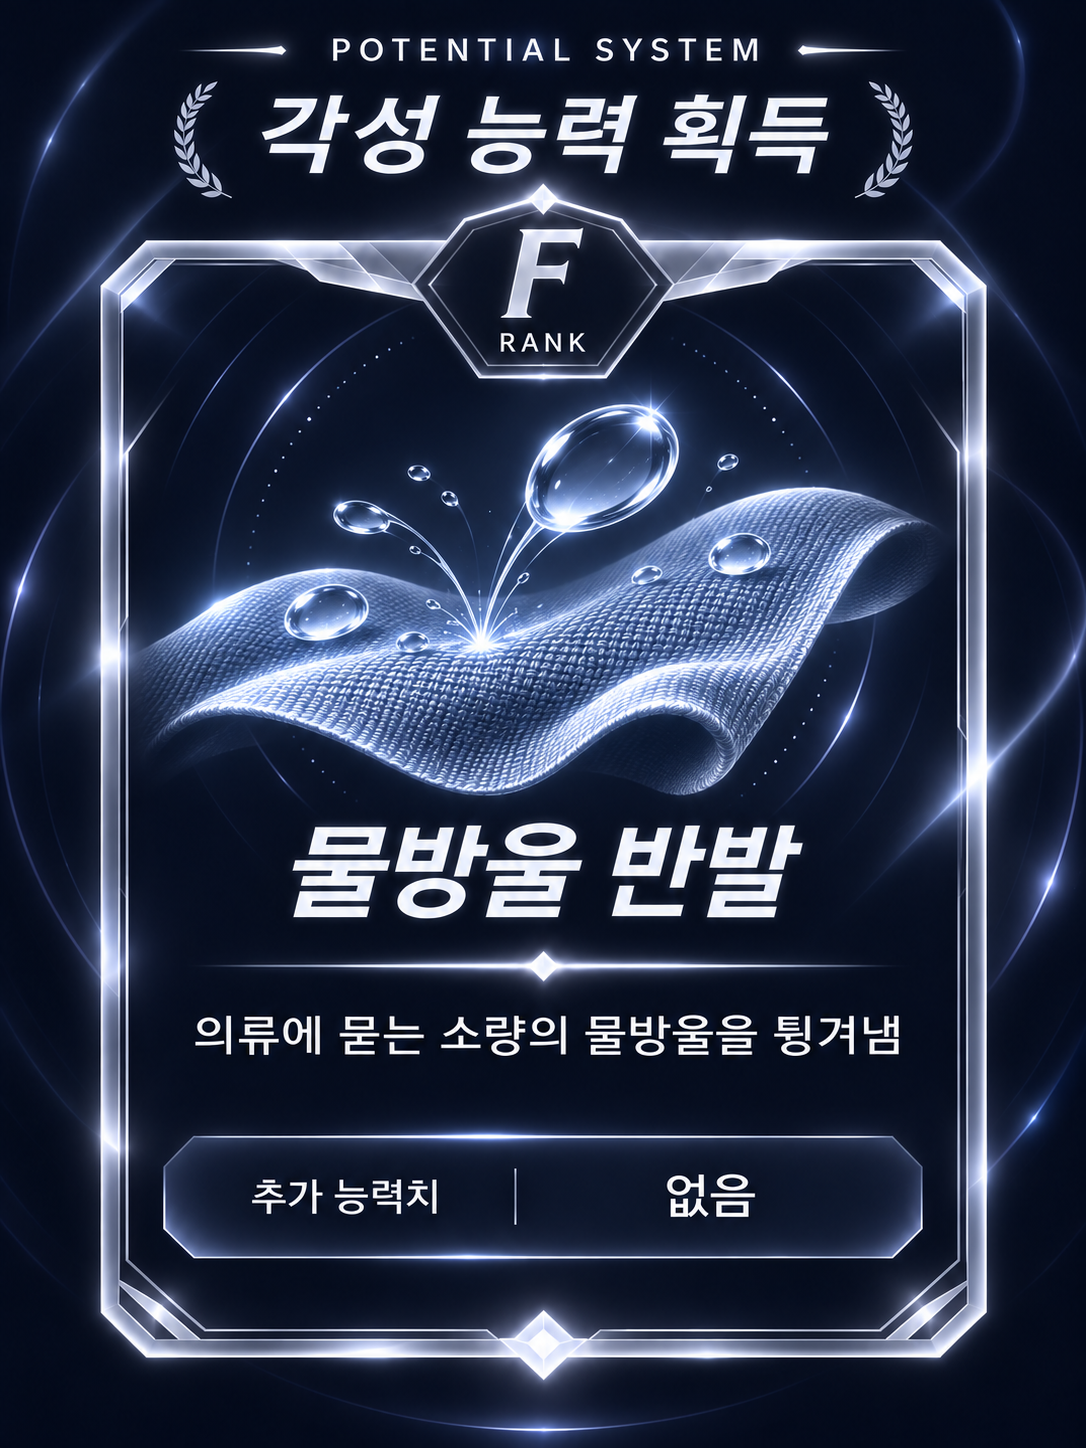 POTENTIAL SYSTEM
각성 능력 획득
F
RANK
물방울 반발
의류에 묻는 소량의 물방울을 튕겨냄
추가 능력치
없음